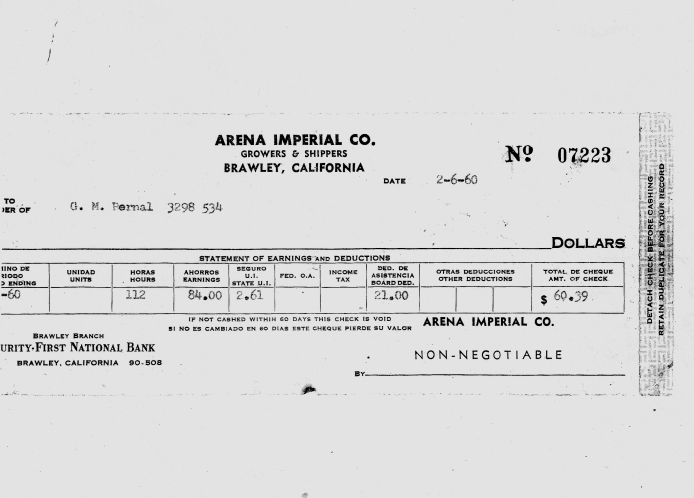 ARENA IMPERIAL CO.
GROWERS & SHIPPERS
BRAWLEY, CALIFORNIA
Nº 07223
DATE 2-6-60
TO
DER OF G. M. Pernal 3298 534
DOLLARS
STATEMENT OF EARNINGS AND DEDUCTIONS
INO DE
RIODO
D ENDING
UNIDAD
UNITS
HORAS
HOURS
AHORROS
EARNINGS
SEGURO
U.I.
STATE U.I.
FED. O.A.
INCOME
TAX
DED. DE
ASISTENCIA
BOARD DED.
OTRAS DEDUCCIONES
OTHER DEDUCTIONS
TOTAL DE CHEQUE
AMT. OF CHECK
-60 112 84.00 2.61 21.00 $ 60.39
IF NOT CASHED WITHIN 60 DAYS THIS CHECK IS VOID
SI NO ES CAMBIADO EN 60 DIAS ESTE CHEQUE PIERDE SU VALOR
ARENA IMPERIAL CO.
BRAWLEY BRANCH
URITY-FIRST NATIONAL BANK
BRAWLEY, CALIFORNIA 90-508
NON-NEGOTIABLE
BY
DETACH CHECK BEFORE CASHING
RETAIN DUPLICATE FOR YOUR RECORD